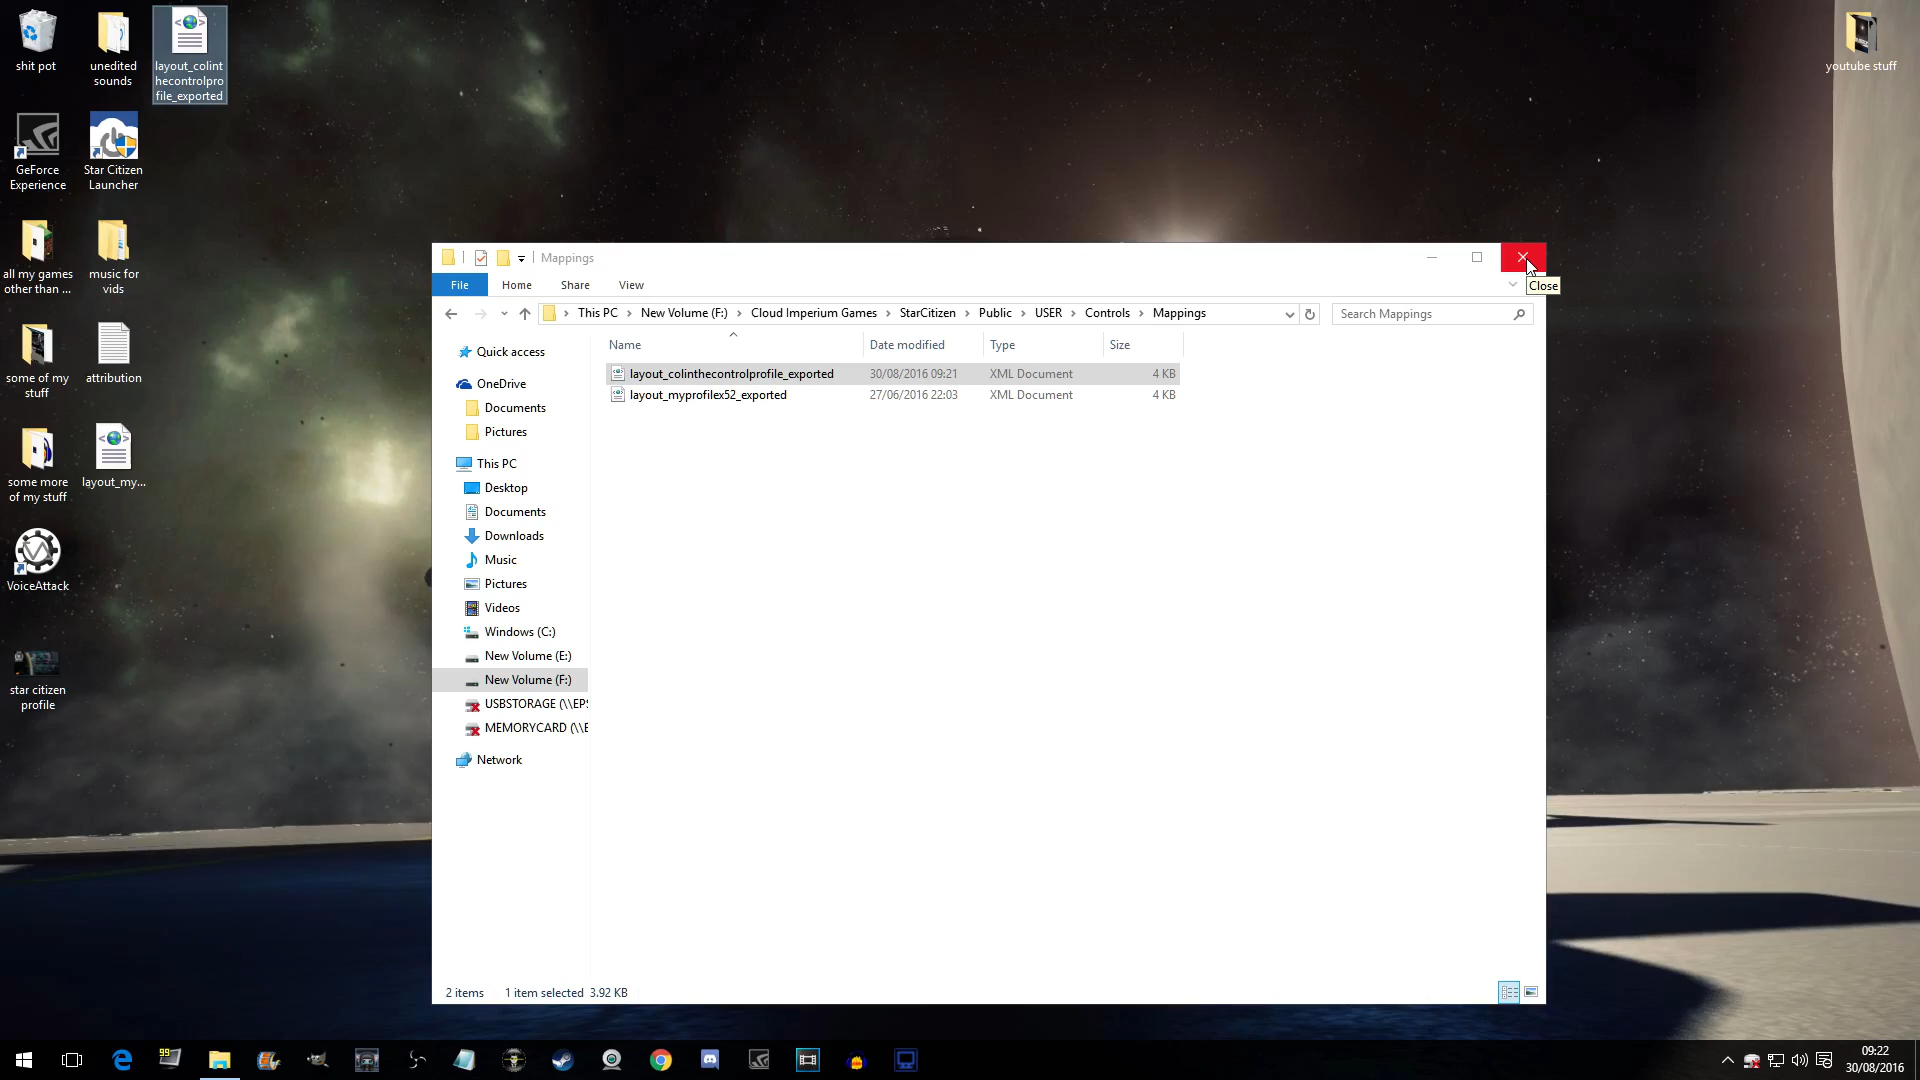 shit pot
unedited
sounds
layout_colint
hecontrolpro
file_exported
youtube stuff
GeForce
Experience
Star Citizen
Launcher
all my games
other than ...
music for
vids
some of my
stuff
attribution
some more
of my stuff
layout_my...
VoiceAttack
star citizen
profile
Mappings
Close
File Home Share View
This PC New Volume (F:) Cloud Imperium Games StarCitizen Public USER Controls Mappings
Search Mappings
Name Date modified Type Size
layout_colinthecontrolprofile_exported 30/08/2016 09:21 XML Document 4 KB
layout_myprofilex52_exported 27/06/2016 22:03 XML Document 4 KB
Quick access
OneDrive
Documents
Pictures
This PC
Desktop
Documents
Downloads
Music
Pictures
Videos
Windows (C:)
New Volume (E:)
New Volume (F:)
USBSTORAGE (\\EPS
MEMORYCARD (\\E
Network
2 items 1 item selected 3.92 KB
99
09:22
30/08/2016